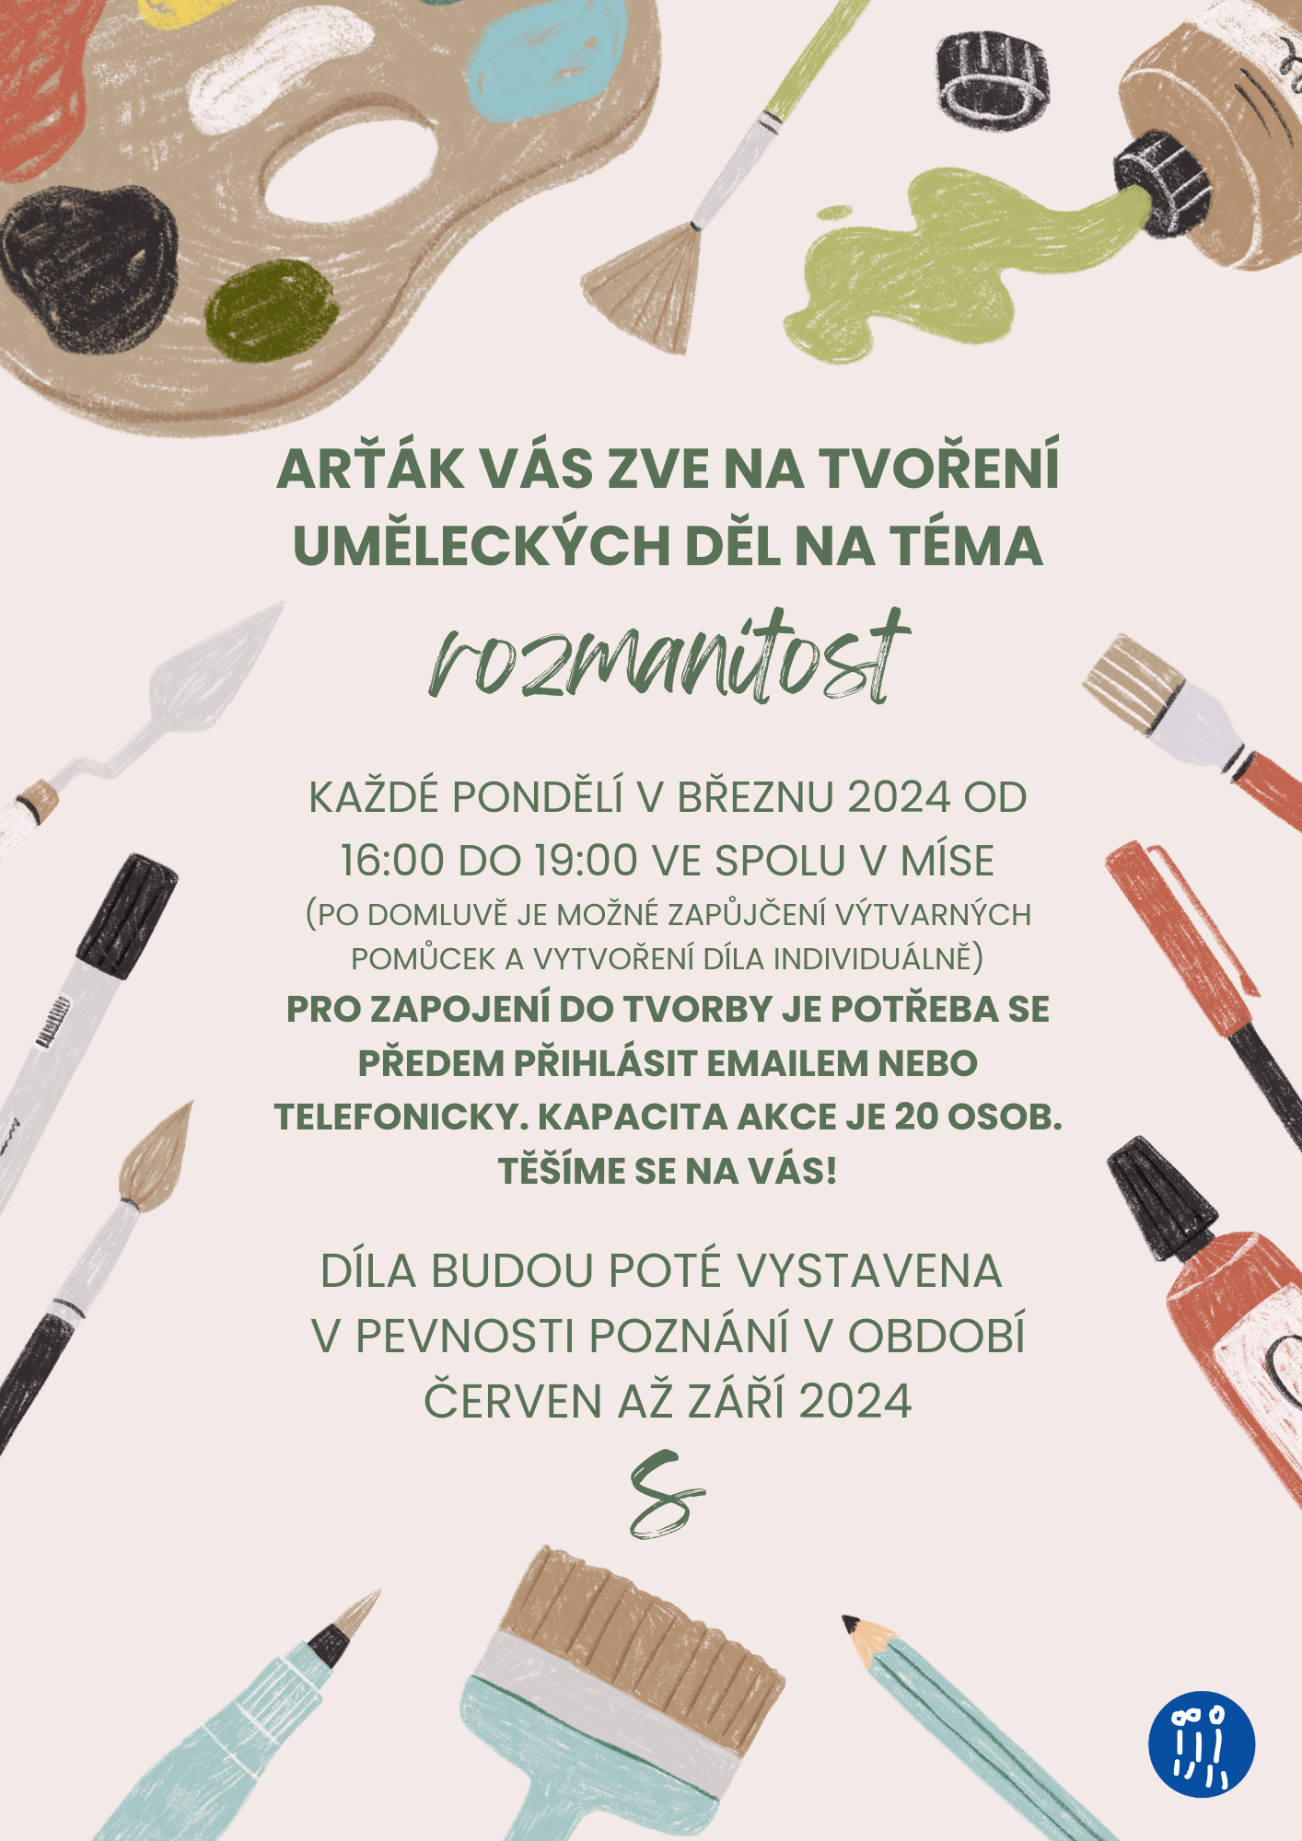 ARŤÁK VÁS ZVE NA TVOŘENÍ
UMĚLECKÝCH DĚL NA TÉMA
rozmanitost
KAŽDÉ PONDĚLÍ V BŘEZNU 2024 OD
16:00 DO 19:00 VE SPOLU V MÍSE
(PO DOMLUVĚ JE MOŽNÉ ZAPŮJČENÍ VÝTVARNÝCH
POMŮCEK A VYTVOŘENÍ DÍLA INDIVIDUÁLNĚ)
PRO ZAPOJENÍ DO TVORBY JE POTŘEBA SE
PŘEDEM PŘIHLÁSIT EMAILEM NEBO
TELEFONICKY. KAPACITA AKCE JE 20 OSOB.
TĚŠÍME SE NA VÁS!
DÍLA BUDOU POTÉ VYSTAVENA
V PEVNOSTI POZNÁNÍ V OBDOBÍ
ČERVEN AŽ ZÁŘÍ 2024